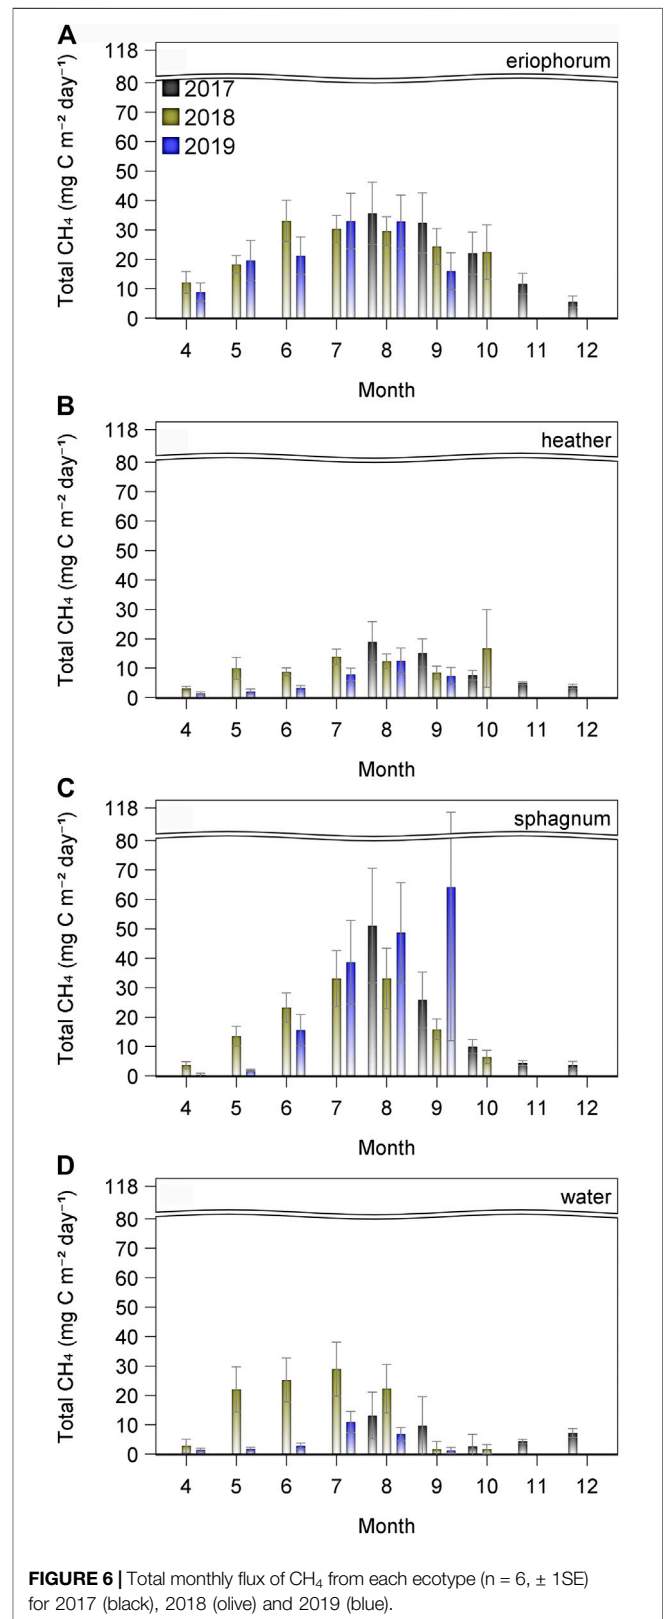 A
118
eriophorum
80
2017
70
2018
60
2019
50
40
30
20
10
0
Total CH₄ (mg C m⁻² day⁻¹)
4 5 6 7 8 9 10 11 12
Month
B
118
heather
80
70
60
50
40
30
20
10
0
Total CH₄ (mg C m⁻² day⁻¹)
4 5 6 7 8 9 10 11 12
Month
C
118
sphagnum
80
70
60
50
40
30
20
10
0
Total CH₄ (mg C m⁻² day⁻¹)
4 5 6 7 8 9 10 11 12
Month
D
118
water
80
70
60
50
40
30
20
10
0
Total CH₄ (mg C m⁻² day⁻¹)
4 5 6 7 8 9 10 11 12
Month
FIGURE 6 | Total monthly flux of CH₄ from each ecotype (n = 6, ± 1SE)
for 2017 (black), 2018 (olive) and 2019 (blue).